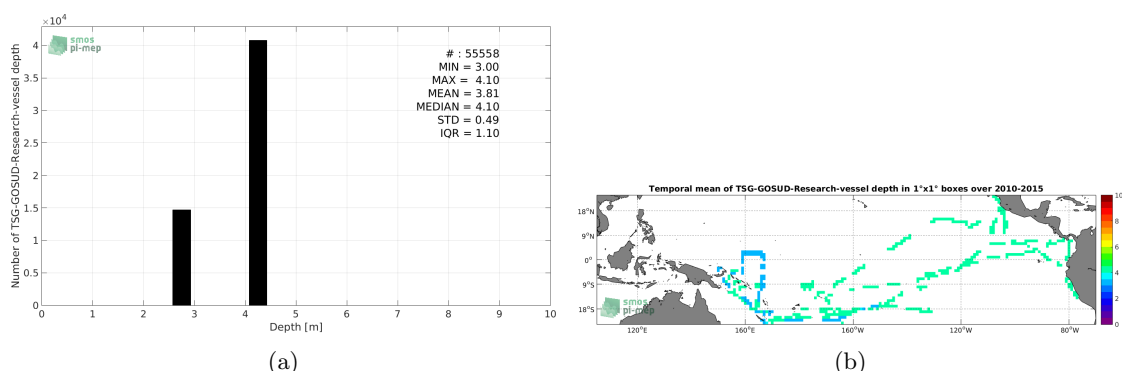 ×10⁴
smos
pi-mep
# : 55558
MIN = 3.00
MAX = 4.10
MEAN = 3.81
MEDIAN = 4.10
STD = 0.49
IQR = 1.10
Number of TSG-GOSUD-Research-vessel depth
4
3.5
3
2.5
2
1.5
1
0.5
0
0 1 2 3 4 5 6 7 8 9 10
Depth [m]
(a)
Temporal mean of TSG-GOSUD-Research-vessel depth in 1°x1° boxes over 2010-2015
18°N
9°N
0°
9°S
18°S
smos
pi-mep
120°E 160°E 160°W 120°W 80°W
10
8
6
4
2
0
(b)